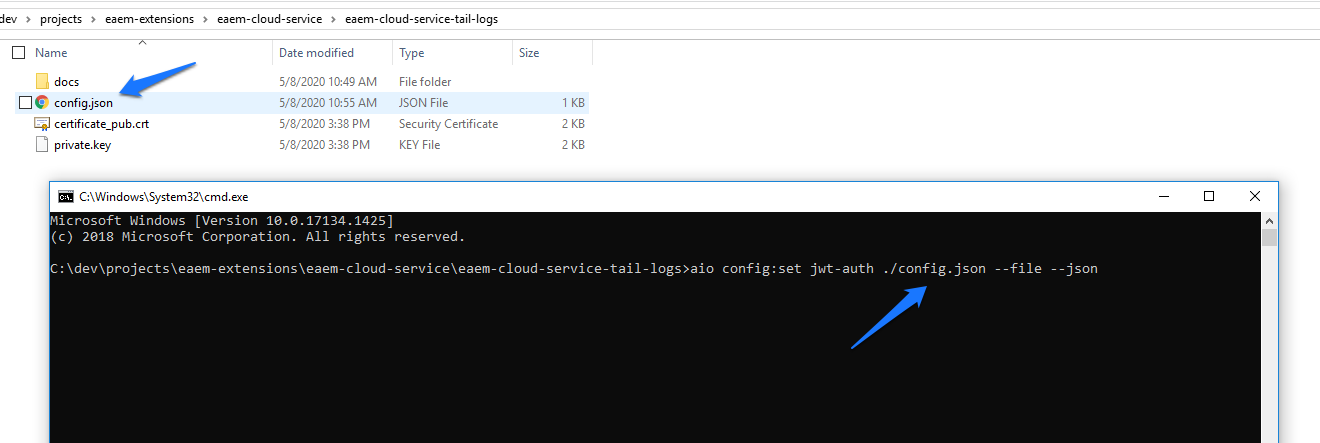 dev > projects > eaem-extensions > eaem-cloud-service > eaem-cloud-service-tail-logs
Name Date modified Type Size
docs 5/8/2020 10:49 AM File folder
config.json 5/8/2020 10:55 AM JSON File 1 KB
certificate_pub.crt 5/8/2020 3:38 PM Security Certificate 2 KB
private.key 5/8/2020 3:38 PM KEY File 2 KB
C:\Windows\System32\cmd.exe
Microsoft Windows [Version 10.0.17134.1425]
(c) 2018 Microsoft Corporation. All rights reserved.
C:\dev\projects\eaem-extensions\eaem-cloud-service\eaem-cloud-service-tail-logs>aio config:set jwt-auth ./config.json --file --json